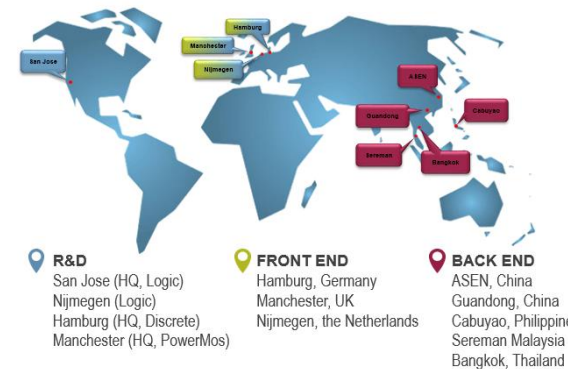 Hamburg
Manchester
San Jose
Nijmegen
ASEN
Guandong
Cabuyao
Sereman
Bangkok
R&D
San Jose (HQ, Logic)
Nijmegen (Logic)
Hamburg (HQ, Discrete)
Manchester (HQ, PowerMos)
FRONT END
Hamburg, Germany
Manchester, UK
Nijmegen, the Netherlands
BACK END
ASEN, China
Guandong, China
Cabuyao, Philippine
Sereman Malaysia
Bangkok, Thailand